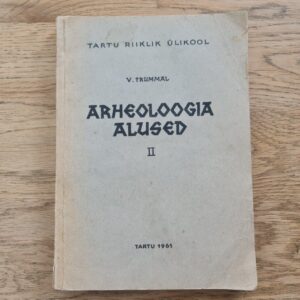 TARTU RIIKLIK ÜLIKOOL
V. TRUMMAL
ARHEOLOOGIA
ALUSED
II
TARTU 1961